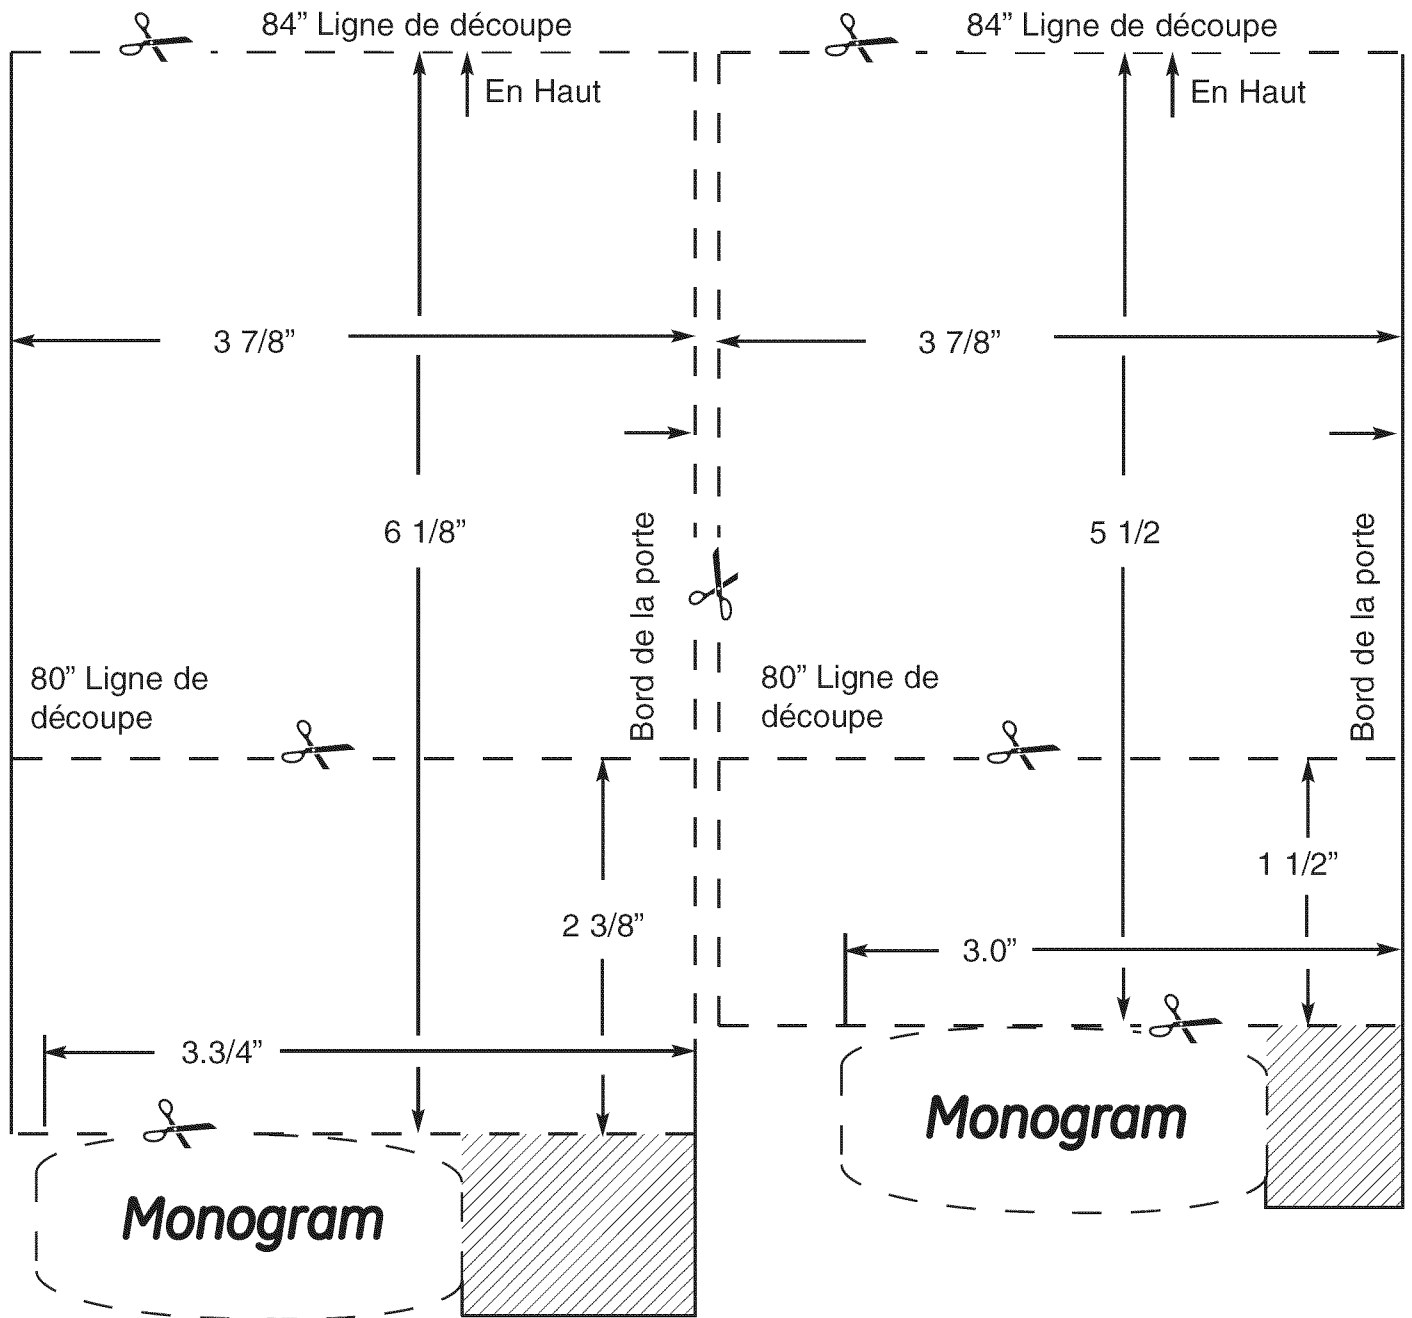 84” Ligne de découpe
En Haut
3 7/8”
6 1/8”
Bord de la porte
80” Ligne de
découpe
2 3/8”
3.3/4”
Monogram
84” Ligne de découpe
En Haut
3 7/8”
5 1/2
Bord de la porte
80” Ligne de
découpe
1 1/2”
3.0”
Monogram